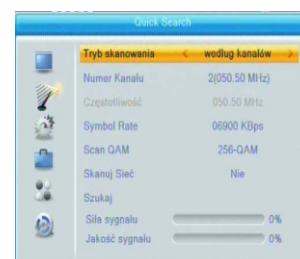 Quick Search
Tryb skanowania < według kanałów >
Numer Kanału 2(050.50 MHz)
Częstotliwość 050.50 MHz
Symbol Rate 06900 KBps
Scan QAM 256-QAM
Skanuj Sieć Nie
Szukaj
Siła sygnału 0%
Jakość sygnału 0%